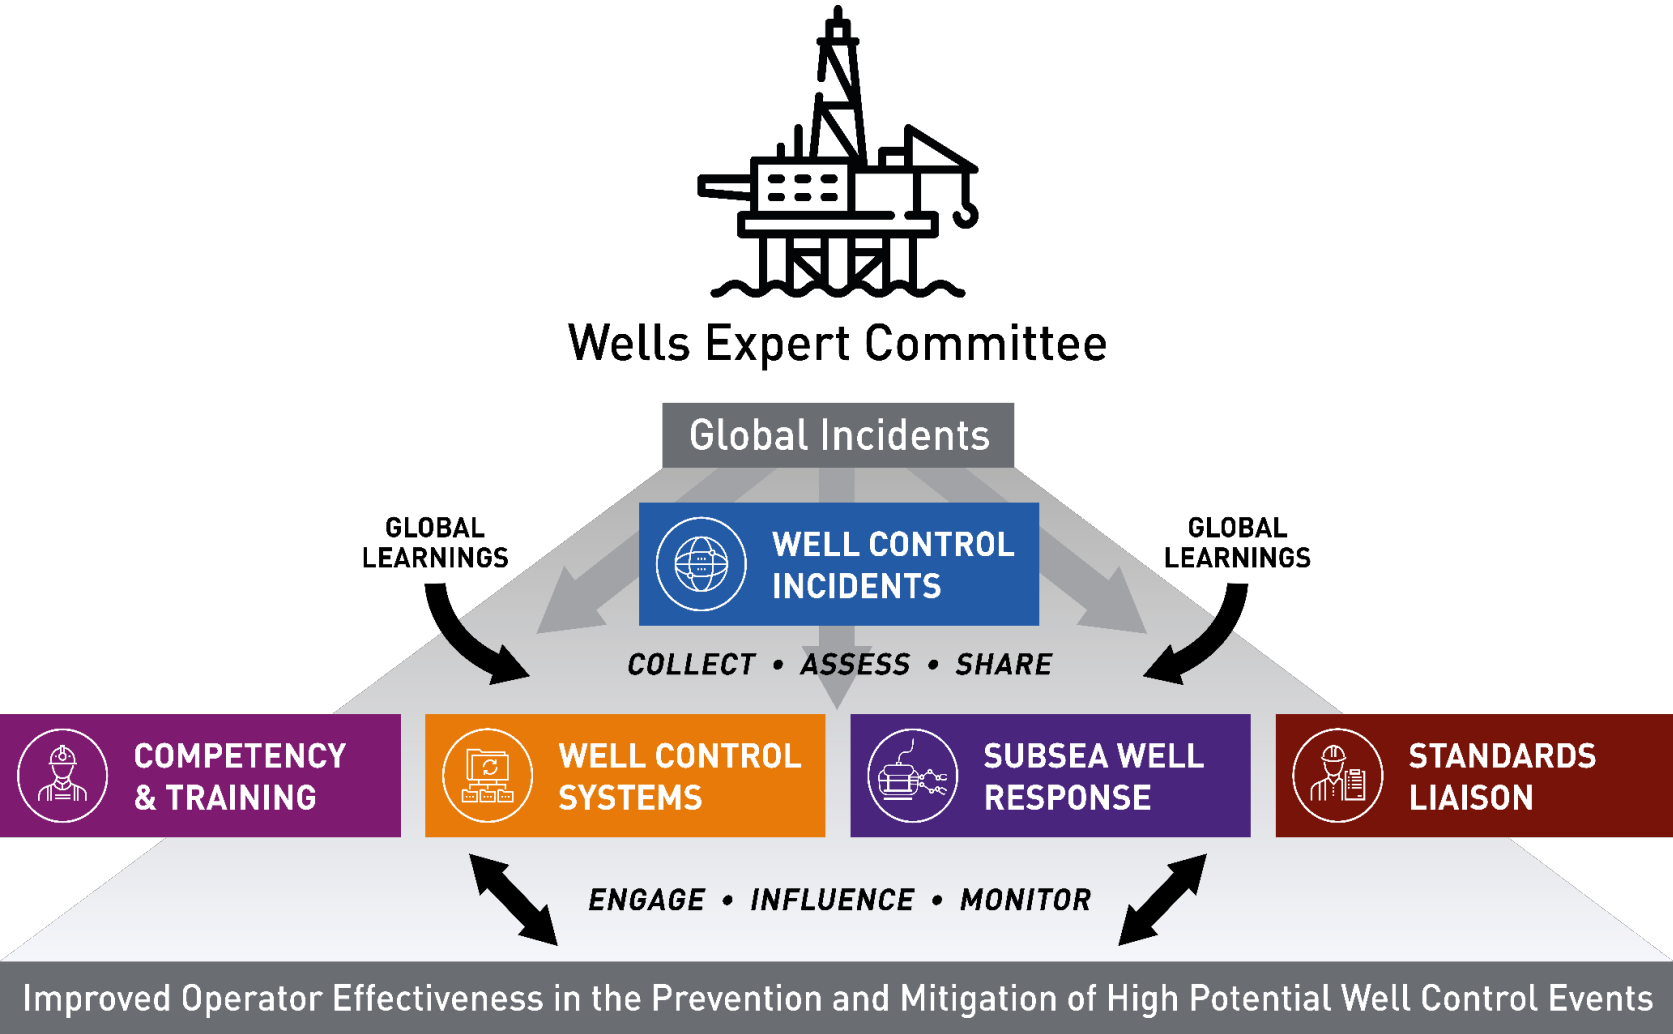 Wells Expert Committee
Global Incidents
GLOBAL
LEARNINGS
WELL CONTROL
INCIDENTS
GLOBAL
LEARNINGS
COLLECT • ASSESS • SHARE
COMPETENCY
& TRAINING
WELL CONTROL
SYSTEMS
SUBSEA WELL
RESPONSE
STANDARDS
LIAISON
ENGAGE • INFLUENCE • MONITOR
Improved Operator Effectiveness in the Prevention and Mitigation of High Potential Well Control Events